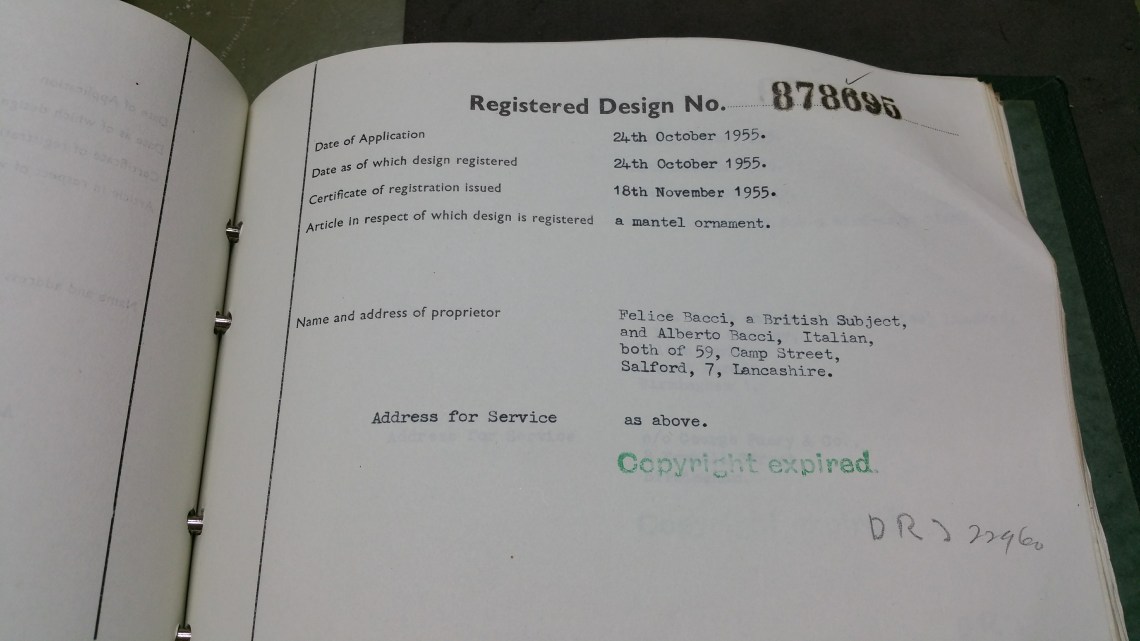 Registered Design No. 878695
Date of Application 24th October 1955.
Date as of which design registered 24th October 1955.
Certificate of registration issued 18th November 1955.
Article in respect of which design is registered a mantel ornament.
Name and address of proprietor Felice Bacci, a British Subject,
and Alberto Bacci, Italian,
both of 59, Camp Street,
Salford, 7, Lancashire.
Address for Service as above.
Copyright expired.